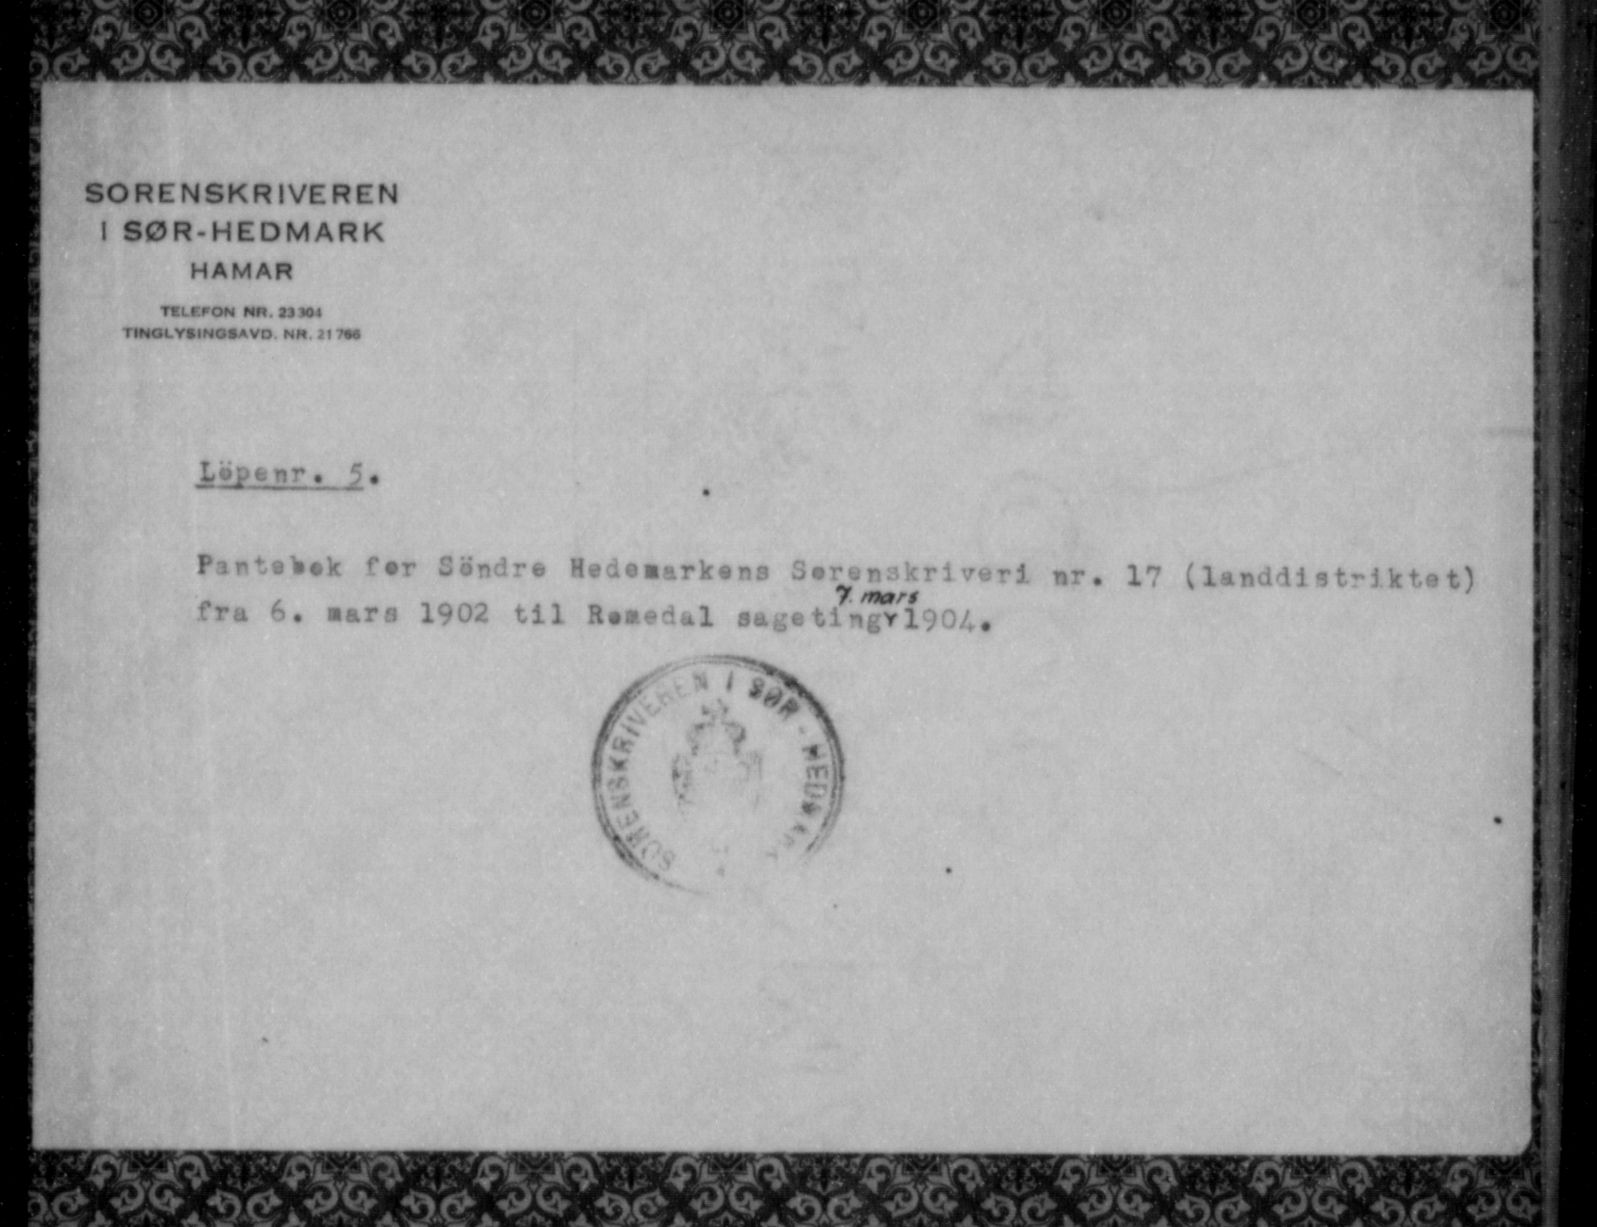 SORENSKRIVEREN
I SØR-HEDMARK
HAMAR
TELEFON NR. 23304
TINGLYSINGSAVD. NR. 21766
Löpenr. 5.
Pantebok for Söndre Hedemarkens Sorenskriveri nr. 17 (landdistriktet)
7. mars
fra 6. mars 1902 til Romedal sageting 1904.
SORENSKRIVEREN I SØR-HEDMARK